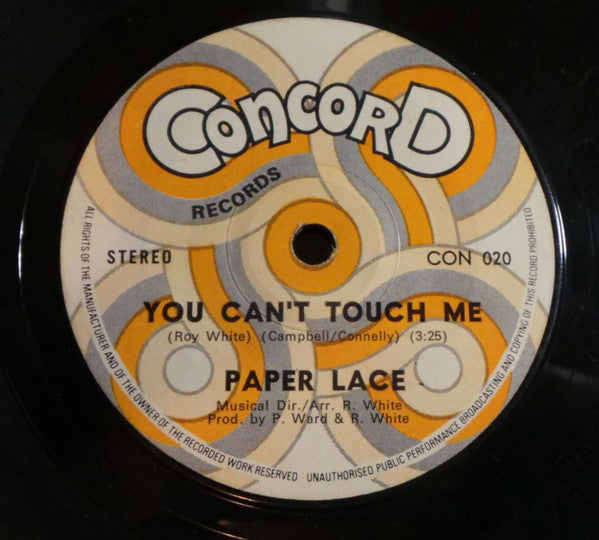 CONCORD
RECORDS
STEREO
CON 020
YOU CAN'T TOUCH ME
(Roy White) (Campbell/Connelly) (3:25)
PAPER LACE
Musical Dir./Arr. R. White
Prod. by P. Ward & R. White
ALL RIGHTS OF THE MANUFACTURER AND OF THE OWNER OF THE RECORDED WORK RESERVED · UNAUTHORISED PUBLIC PERFORMANCE BROADCASTING AND COPYING OF THIS RECORD PROHIBITED